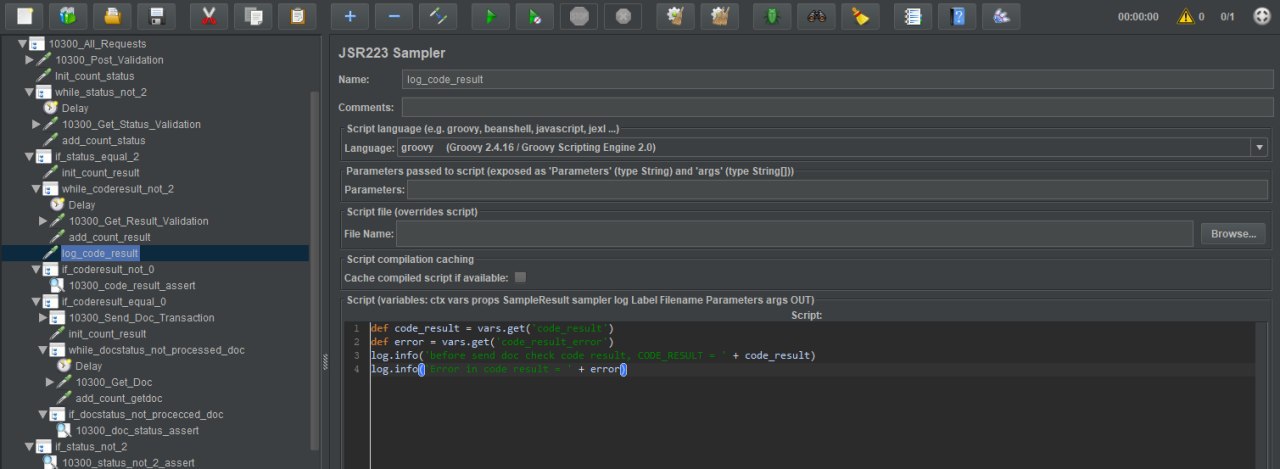 STOP
00:00:00
0
0/1
10300_All_Requests
10300_Post_Validation
Init_count_status
while_status_not_2
Delay
10300_Get_Status_Validation
add_count_status
if_status_equal_2
init_count_result
while_coderesult_not_2
Delay
10300_Get_Result_Validation
add_count_result
log_code_result
if_coderesult_not_0
10300_code_result_assert
if_coderesult_equal_0
10300_Send_Doc_Transaction
init_count_result
while_docstatus_not_processed_doc
Delay
10300_Get_Doc
add_count_getdoc
if_docstatus_not_procecced_doc
10300_doc_status_assert
if_status_not_2
10300_status_not_2_assert
JSR223 Sampler
Name: log_code_result
Comments:
Script language (e.g. groovy, beanshell, javascript, jexl ...)
Language: groovy (Groovy 2.4.16 / Groovy Scripting Engine 2.0)
Parameters passed to script (exposed as 'Parameters' (type String) and 'args' (type String[]))
Parameters:
Script file (overrides script)
File Name: Browse...
Script compilation caching
Cache compiled script if available:
Script (variables: ctx vars props SampleResult sampler log Label Filename Parameters args OUT)
Script:
1 def code_result = vars.get('code_result')
2 def error = vars.get('code_result_error')
3 log.info('before send doc check code result, CODE_RESULT = ' + code_result)
4 log.info('Error in code result = ' + error)